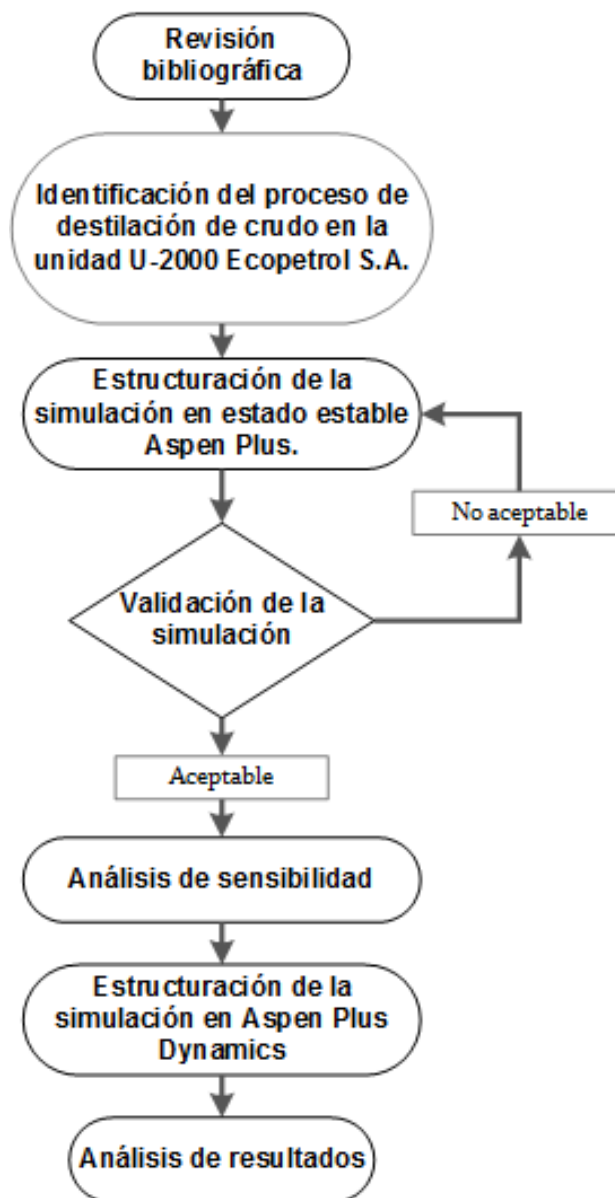 Revisión
bibliográfica
Identificación del proceso de
destilación de crudo en la
unidad U-2000 Ecopetrol S.A.
Estructuración de la
simulación en estado estable
Aspen Plus.
No aceptable
Validación de la
simulación
Aceptable
Análisis de sensibilidad
Estructuración de la
simulación en Aspen Plus
Dynamics
Análisis de resultados